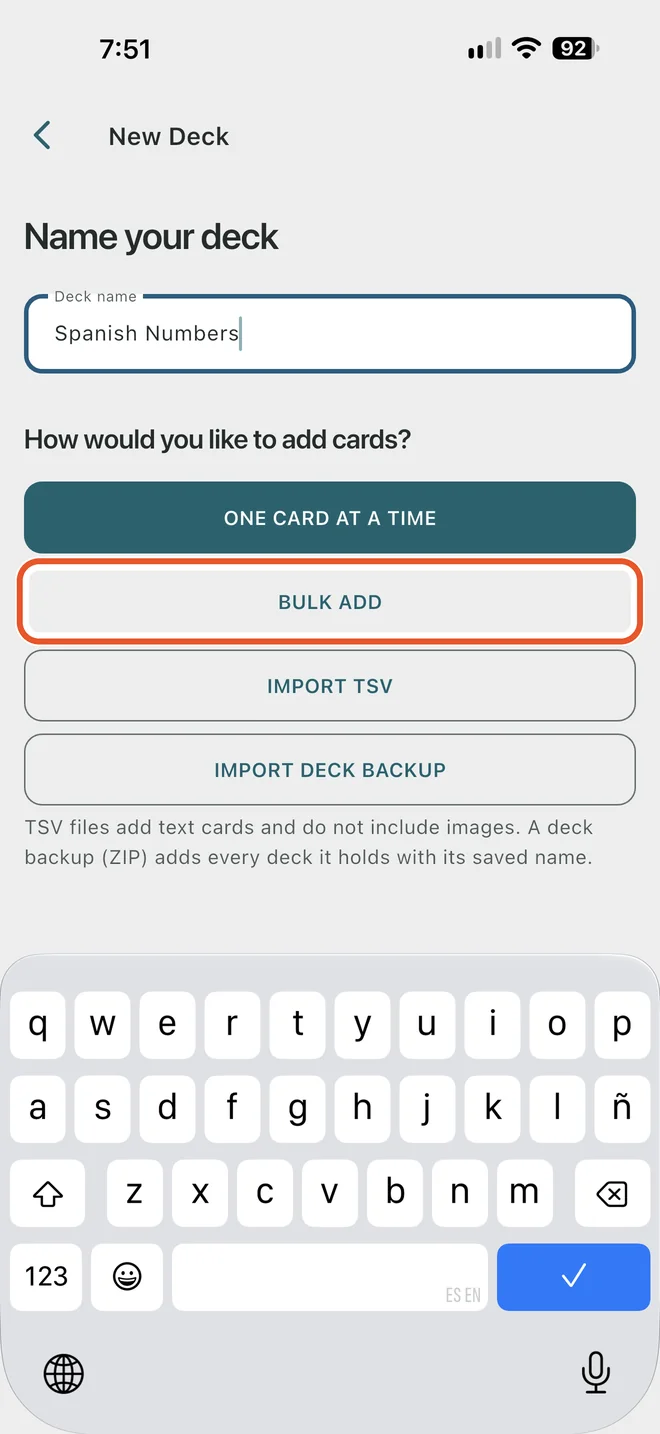 7:51
92
New Deck
Name your deck
Deck name
Spanish Numbers
How would you like to add cards?
ONE CARD AT A TIME
BULK ADD
IMPORT TSV
IMPORT DECK BACKUP
TSV files add text cards and do not include images. A deck
backup (ZIP) adds every deck it holds with its saved name.
q w e r t y u i o p
a s d f g h j k l ñ
z x c v b n m
123
ES EN